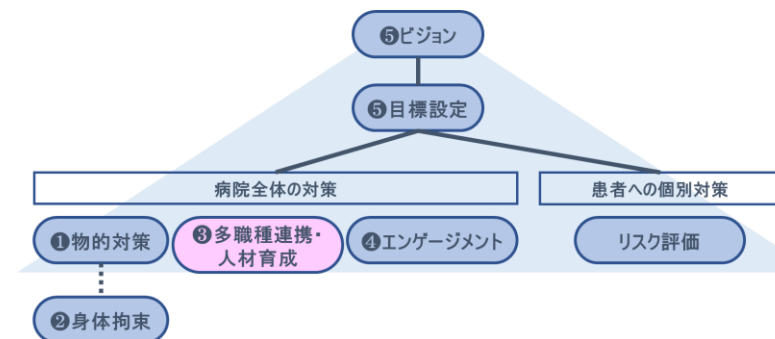 ❺ビジョン
❺目標設定
病院全体の対策
患者への個別対策
❶物的対策
❸多職種連携・
人材育成
❹エンゲージメント
リスク評価
❷身体拘束